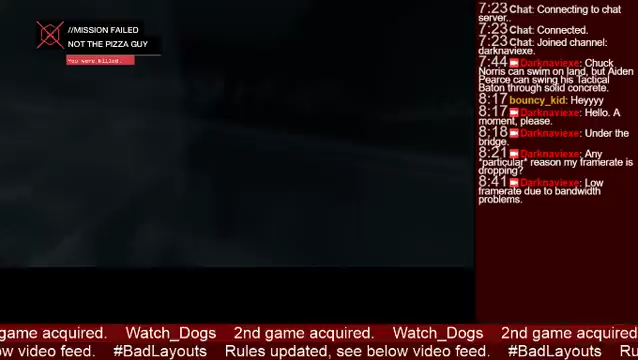 //MISSION FAILED
NOT THE PIZZA GUY
You were killed.
7:23 Chat: Connecting to chat
server..
7:23 Chat: Connected.
7:23 Chat: Joined channel:
darknaviexe.
7:44 Darknaviexe: Chuck
Norris can swim on land, but Aiden
Pearce can swing his Tactical
Baton through solid concrete.
8:17 bouncy_kid: Heyyyy
8:17 Darknaviexe: Hello. A
moment, please.
8:18 Darknaviexe: Under the
bridge.
8:21 Darknaviexe: Any
*particular* reason my framerate is
dropping?
8:41 Darknaviexe: Low
framerate due to bandwidth
problems.
game acquired. Watch_Dogs 2nd game acquired. Watch_Dogs 2nd game acquired
ow video feed. #BadLayouts Rules updated, see below video feed. #BadLayouts Ru